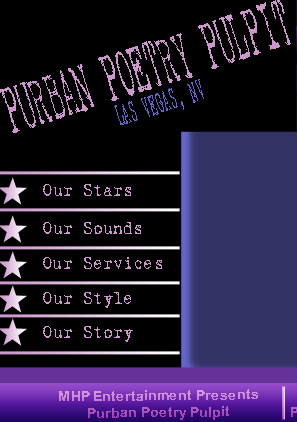 PURBAN POETRY PULPIT
LAS VEGAS, NV
Our Stars
Our Sounds
Our Services
Our Style
Our Story
MHP Entertainment Presents
Purban Poetry Pulpit
P